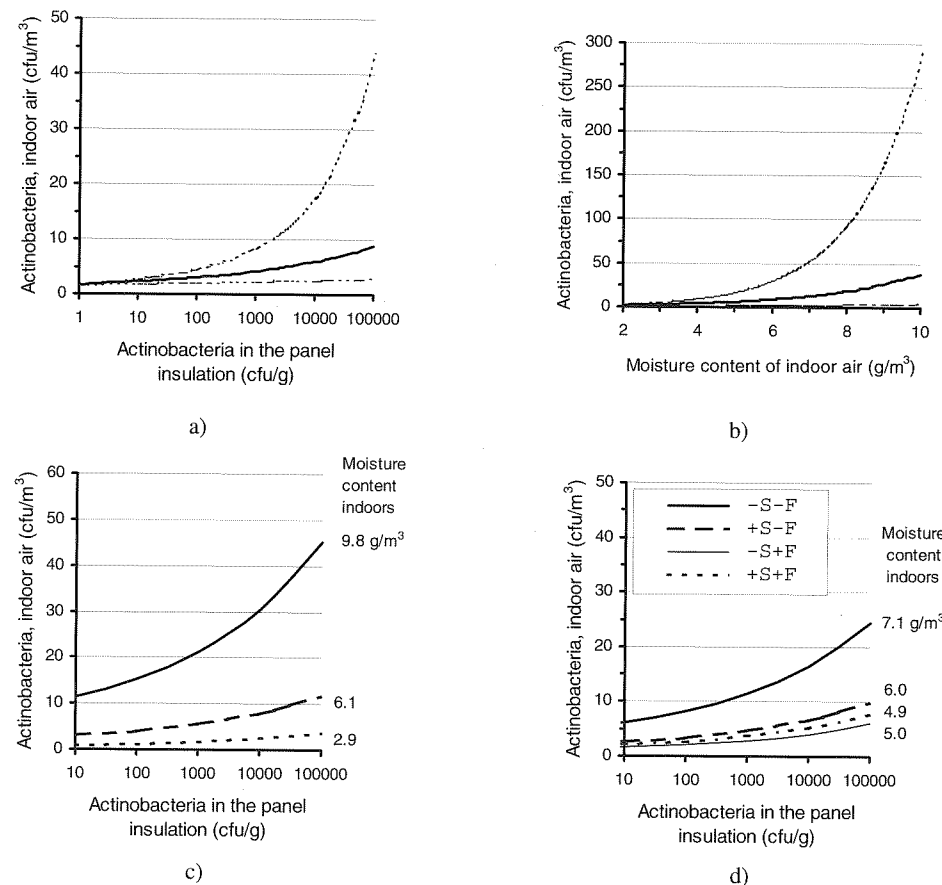 Actinobacteria, indoor air (cfu/m³)
50
40
30
20
10
0
1 10 100 1000 10000 100000
Actinobacteria in the panel
insulation (cfu/g)
a)
Actinobacteria, indoor air (cfu/m³)
300
250
200
150
100
50
0
2 4 6 8 10
Moisture content of indoor air (g/m³)
b)
Actinobacteria, indoor air (cfu/m³)
60
50
40
30
20
10
0
10 100 1000 10000 100000
Actinobacteria in the panel
insulation (cfu/g)
Moisture
content
indoors
9.8 g/m³
6.1
2.9
c)
Actinobacteria, indoor air (cfu/m³)
50
40
30
20
10
0
10 100 1000 10000 100000
Actinobacteria in the panel
insulation (cfu/g)
-S-F
+S-F
-S+F
+S+F
Moisture
content
indoors
7.1 g/m³
6.0
4.9
5.0
d)